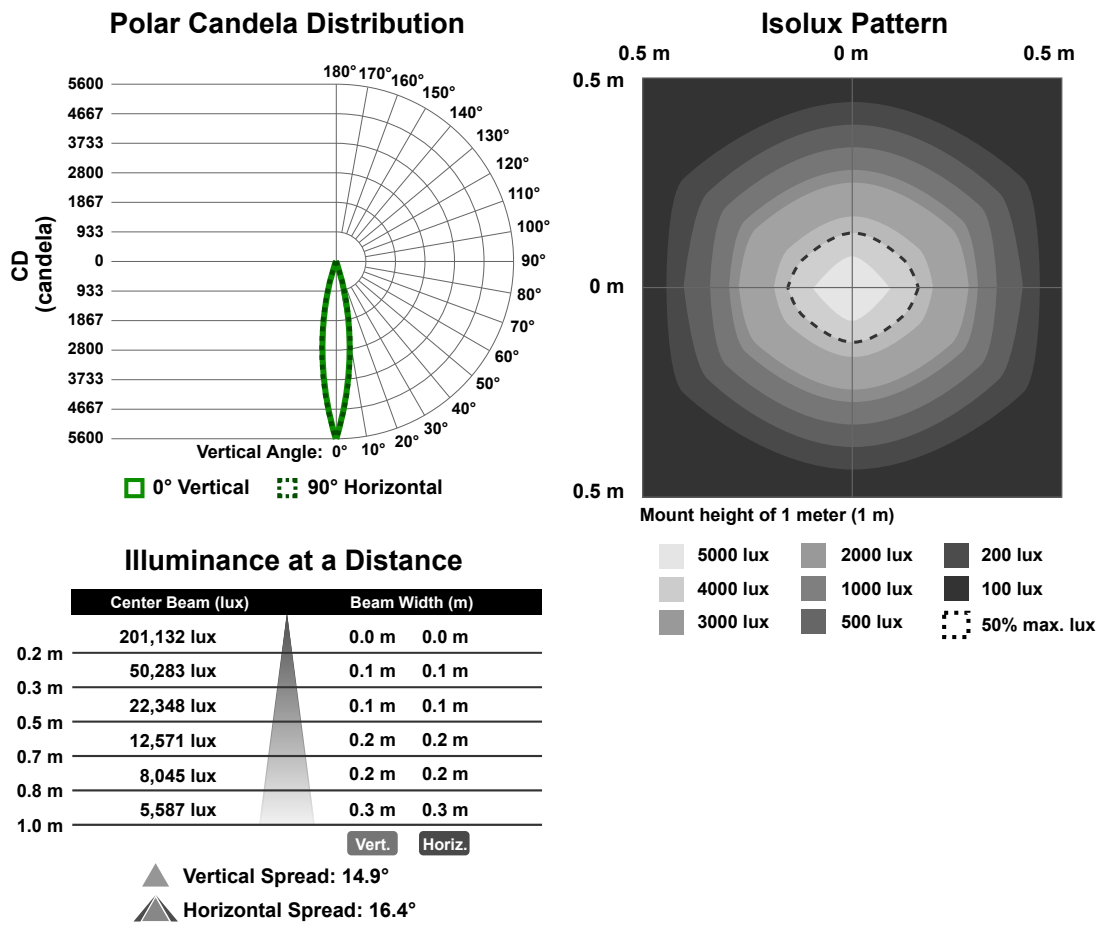 Polar Candela Distribution
5600
4667
3733
2800
1867
933
0
933
1867
2800
3733
4667
5600
CD
(candela)
180° 170° 160° 150° 140° 130° 120° 110° 100° 90° 80° 70° 60° 50° 40° 30° 20° 10°
Vertical Angle: 0°
0° Vertical 90° Horizontal
Isolux Pattern
0.5 m 0 m 0.5 m
0.5 m
0 m
0.5 m
Mount height of 1 meter (1 m)
5000 lux 2000 lux 200 lux
4000 lux 1000 lux 100 lux
3000 lux 500 lux 50% max. lux
Illuminance at a Distance
Center Beam (lux) Beam Width (m)
201,132 lux 0.0 m 0.0 m
0.2 m
50,283 lux 0.1 m 0.1 m
0.3 m
22,348 lux 0.1 m 0.1 m
0.5 m
12,571 lux 0.2 m 0.2 m
0.7 m
8,045 lux 0.2 m 0.2 m
0.8 m
5,587 lux 0.3 m 0.3 m
1.0 m
Vert. Horiz.
Vertical Spread: 14.9°
Horizontal Spread: 16.4°